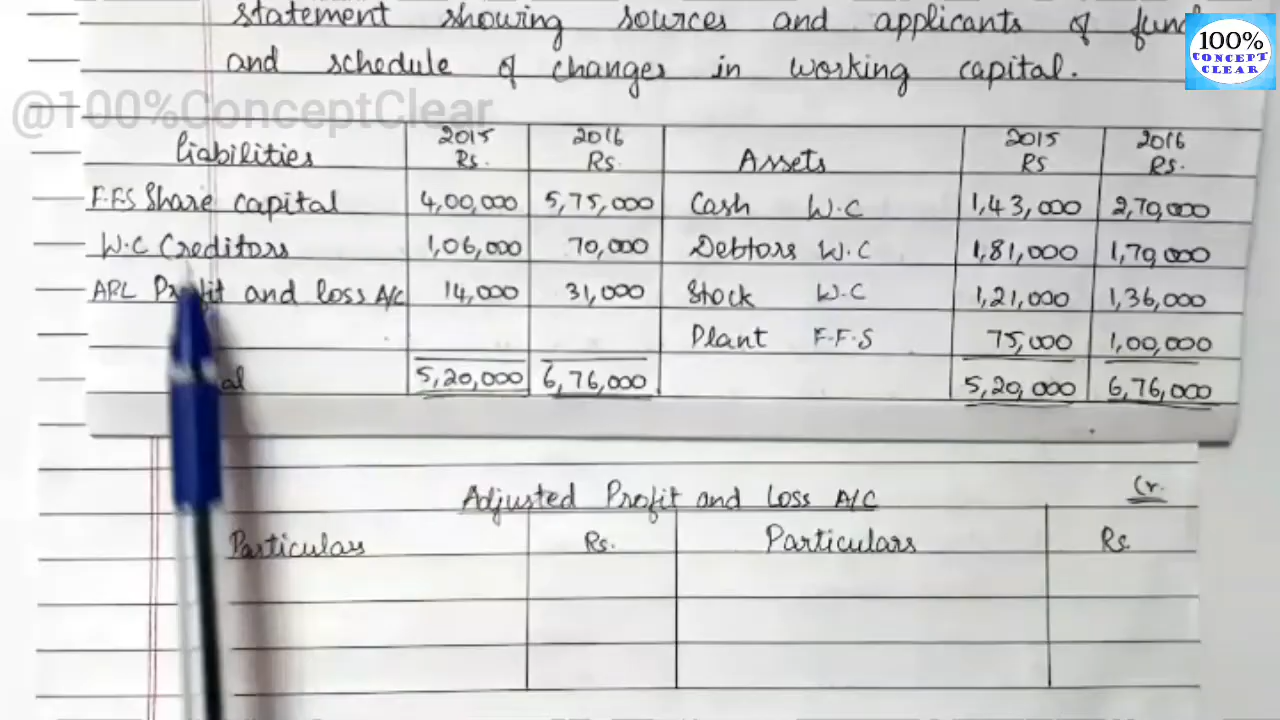 statement showing sources and applicants of fund
and schedule of changes in working capital.
100%
CONCEPT
CLEAR
@100%ConceptClear
Liabilities 2015 Rs. 2016 Rs. Assets 2015 RS 2016 Rs.
F.F.S Share capital 4,00,000 5,75,000 Cash W.C 1,43,000 2,70,000
W.C Creditors 1,06,000 70,000 Debtors W.C 1,81,000 1,70,000
APL Profit and loss A/C 14,000 31,000 Stock W.C 1,21,000 1,36,000
Plant F.F.S 75,000 1,00,000
5,20,000 6,76,000 5,20,000 6,76,000
Adjusted Profit and Loss A/C Cr.
Particulars Rs. Particulars Rs.